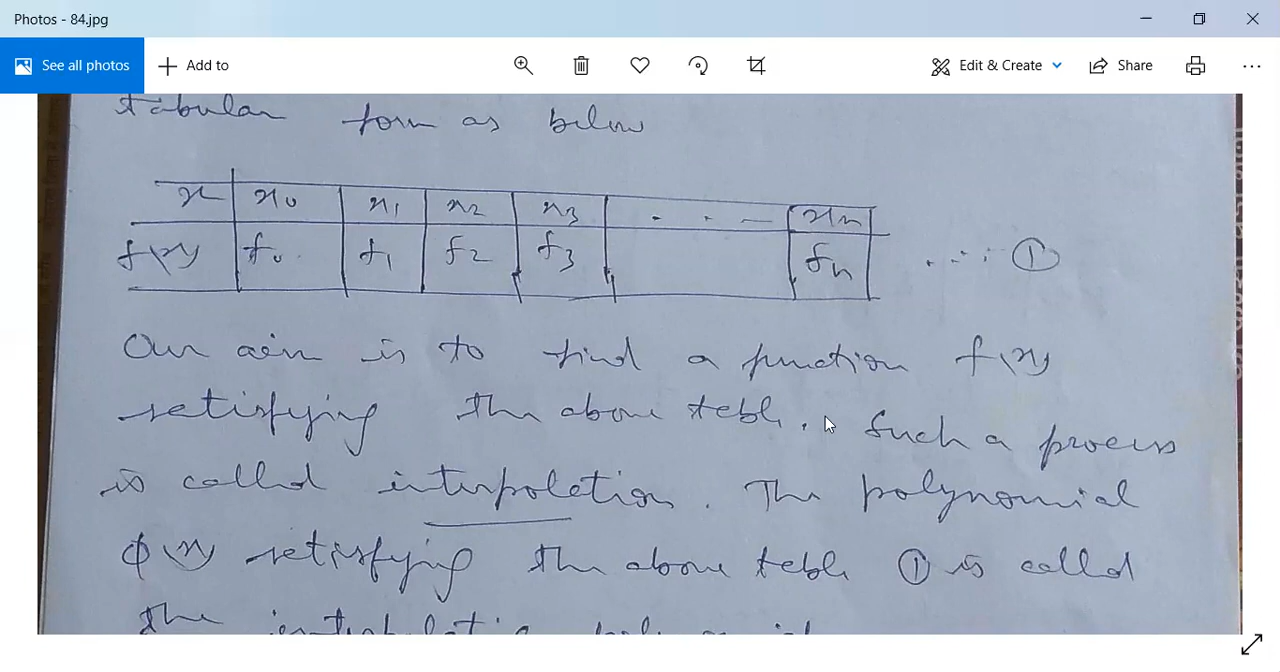 Photos - 84.jpg
See all photos
Add to
Edit & Create
Share
tabular form as below
x x₀ x₁ x₂ x₃ . . — xₙ
f(x) f₀ f₁ f₂ f₃ fₙ ..... ①
Our aim is to find a function f(x)
satisfying the above table. Such a process
is called interpolation. The polynomial
ϕ(x) satisfying the above table ① is called
the